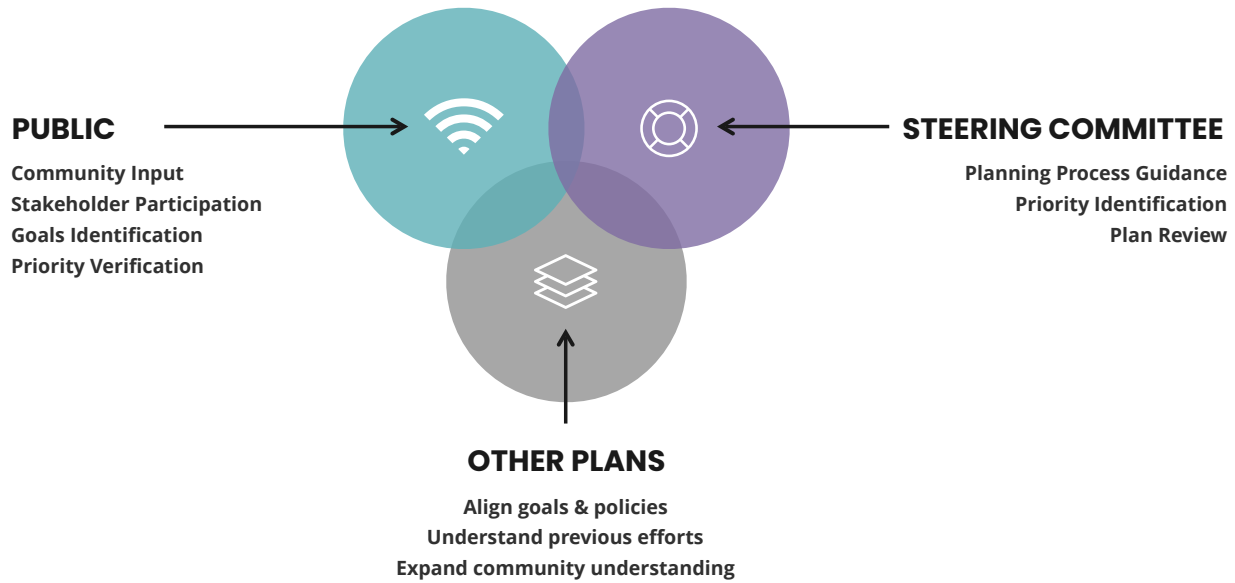 PUBLIC
Community Input
Stakeholder Participation
Goals Identification
Priority Verification
STEERING COMMITTEE
Planning Process Guidance
Priority Identification
Plan Review
OTHER PLANS
Align goals & policies
Understand previous efforts
Expand community understanding